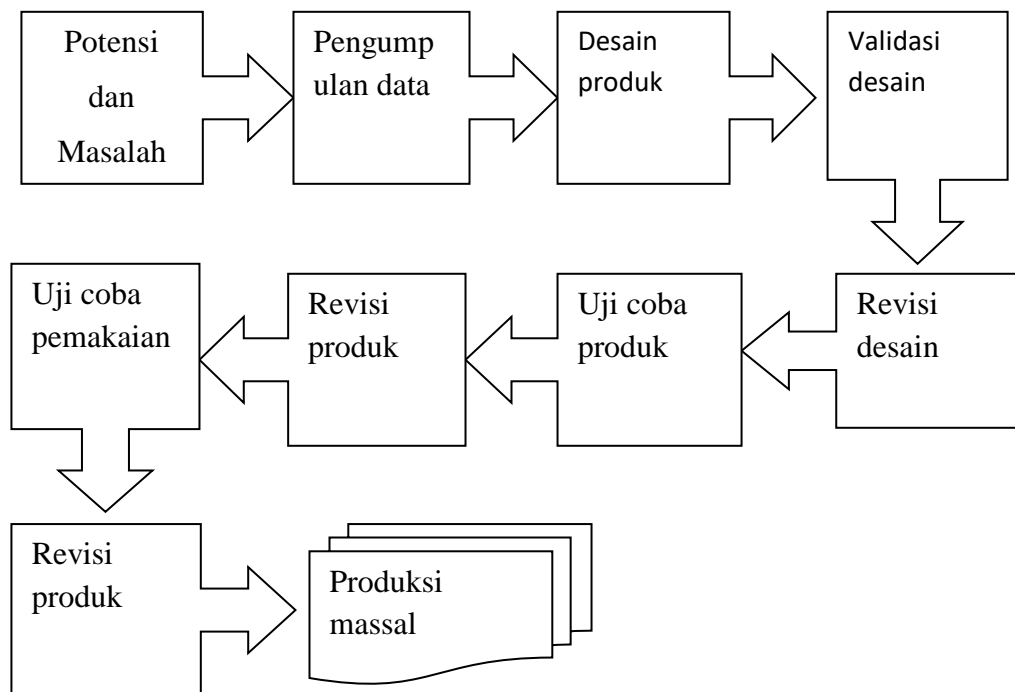 Potensi
dan
Masalah
Pengump
ulan data
Desain
produk
Validasi
desain
Revisi
desain
Uji coba
produk
Revisi
produk
Uji coba
pemakaian
Revisi
produk
Produksi
massal